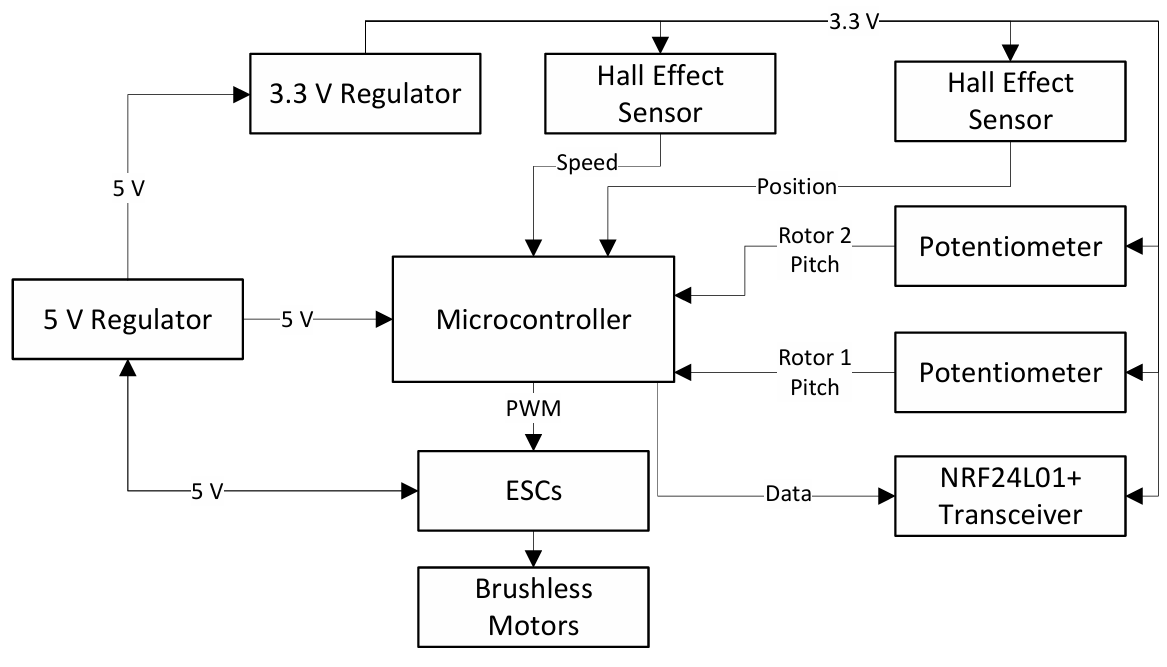 3.3 V
3.3 V Regulator
Hall Effect
Sensor
Hall Effect
Sensor
Speed
5 V
Position
Rotor 2
Pitch
Potentiometer
5 V Regulator
5 V
Microcontroller
Rotor 1
Pitch
Potentiometer
PWM
5 V
ESCs
Data
NRF24L01+
Transceiver
Brushless
Motors